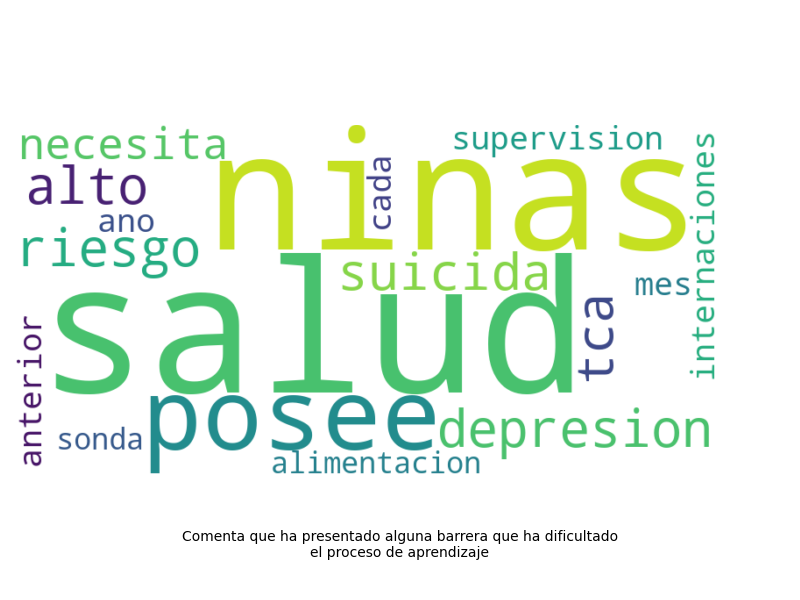 necesita
supervision
ninas
alto
cada
ano
riesgo
internaciones
suicida
mes
salud
tca
anterior
posee
depresion
sonda
alimentacion
Comenta que ha presentado alguna barrera que ha dificultado
el proceso de aprendizaje